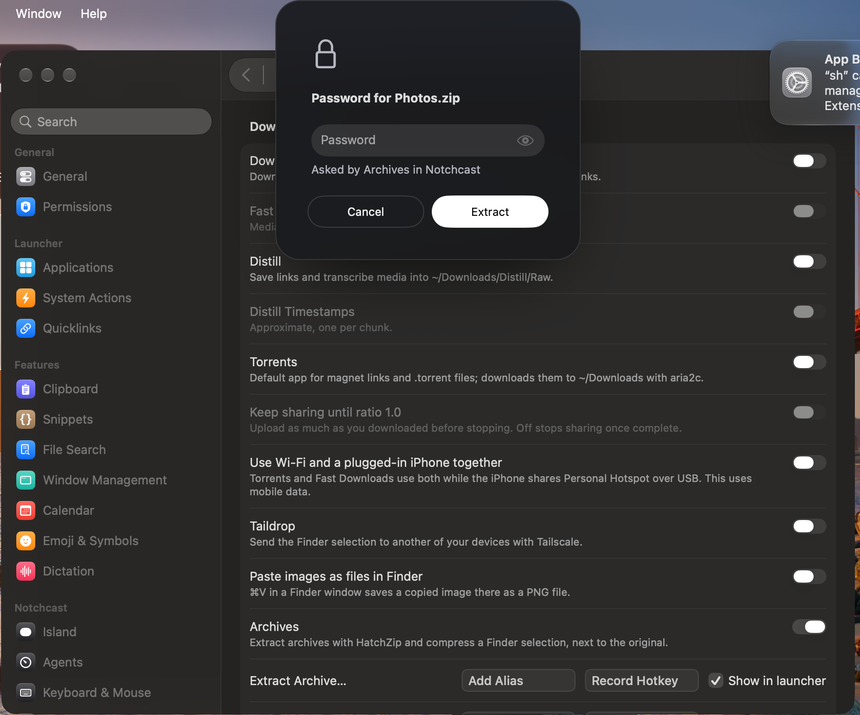 Window Help
Password for Photos.zip
Password
Asked by Archives in Notchcast
Cancel
Extract
App B
"sh" ca
manag
Extens
Search
General
General
Permissions
Launcher
Applications
System Actions
Quicklinks
Features
Clipboard
Snippets
File Search
Window Management
Calendar
Emoji & Symbols
Dictation
Notchcast
Island
Agents
Keyboard & Mouse
Dow
Dow
Down
nks.
Fast
Media
Distill
Save links and transcribe media into ~/Downloads/Distill/Raw.
Distill Timestamps
Approximate, one per chunk.
Torrents
Default app for magnet links and .torrent files; downloads them to ~/Downloads with aria2c.
Keep sharing until ratio 1.0
Upload as much as you downloaded before stopping. Off stops sharing once complete.
Use Wi-Fi and a plugged-in iPhone together
Torrents and Fast Downloads use both while the iPhone shares Personal Hotspot over USB. This uses
mobile data.
Taildrop
Send the Finder selection to another of your devices with Tailscale.
Paste images as files in Finder
⌘V in a Finder window saves a copied image there as a PNG file.
Archives
Extract archives with HatchZip and compress a Finder selection, next to the original.
Extract Archive... Add Alias Record Hotkey Show in launcher